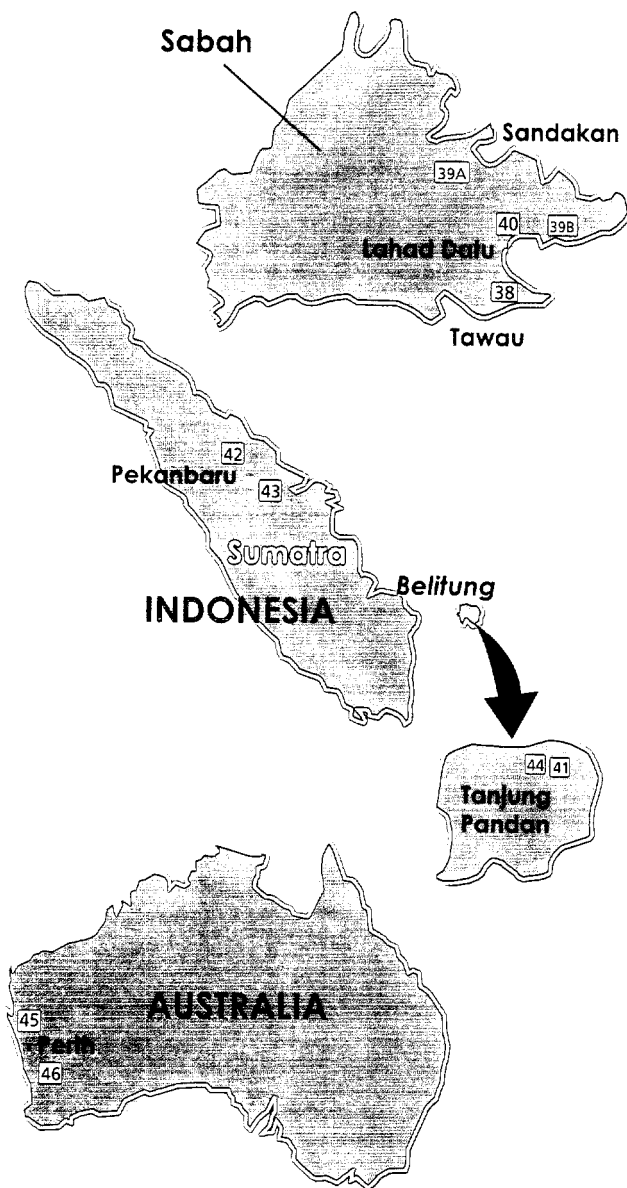 Sabah
Sandakan
39A
40
39B
Lahad Datu
38
Tawau
42
Pekanbaru
43
Sumatra
Belitung
INDONESIA
44 41
Tanjung
Pandan
AUSTRALIA
45
Perth
46